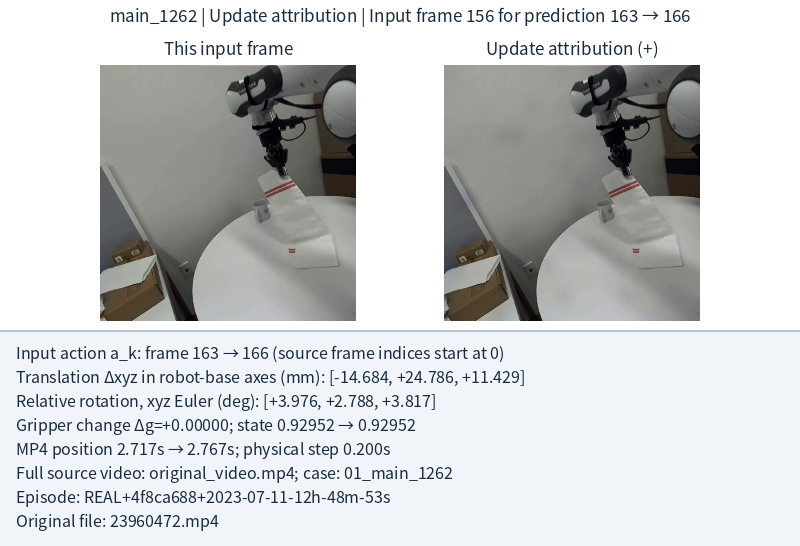 main_1262 | Update attribution | Input frame 156 for prediction 163 → 166
This input frame
Update attribution (+)
Input action a_k: frame 163 → 166 (source frame indices start at 0)
Translation Δxyz in robot-base axes (mm): [-14.684, +24.786, +11.429]
Relative rotation, xyz Euler (deg): [+3.976, +2.788, +3.817]
Gripper change Δg=+0.00000; state 0.92952 → 0.92952
MP4 position 2.717s → 2.767s; physical step 0.200s
Full source video: original_video.mp4; case: 01_main_1262
Episode: REAL+4f8ca688+2023-07-11-12h-48m-53s
Original file: 23960472.mp4